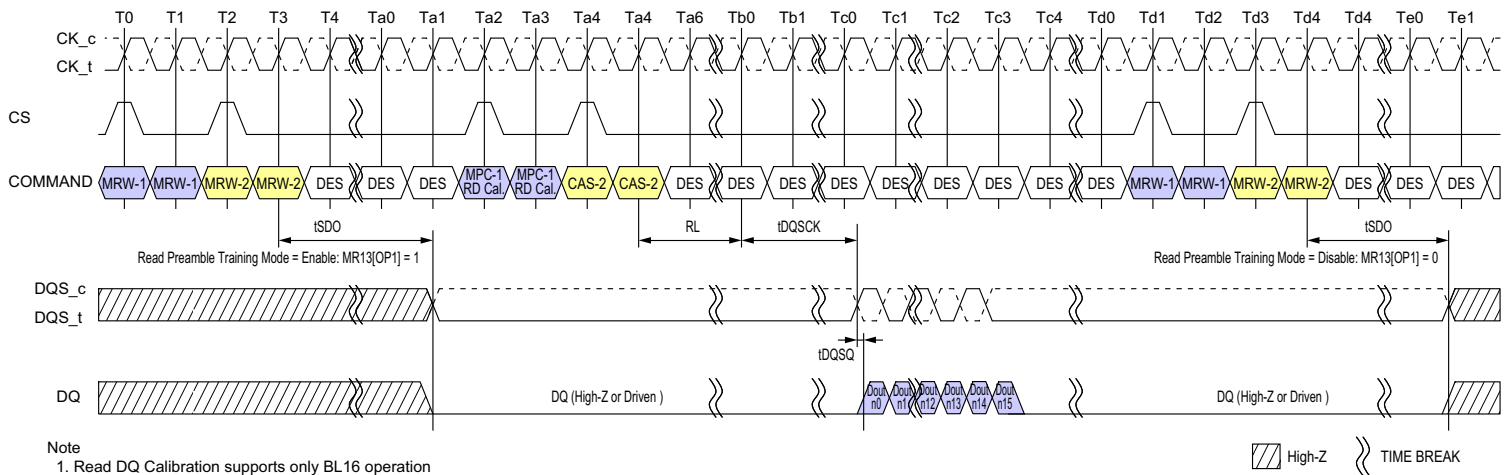 T0 T1 T2 T3 T4 Ta0 Ta1 Ta2 Ta3 Ta4 Ta4 Ta6 Tb0 Tb1 Tc0 Tc1 Tc2 Tc3 Tc4 Td0 Td1 Td2 Td3 Td4 Td4 Te0 Te1
CK_c
CK_t
CS
COMMAND MRW-1 MRW-1 MRW-2 MRW-2 DES DES DES MPC-1 RD Cal. MPC-1 RD Cal. CAS-2 CAS-2 DES DES DES DES DES DES DES DES DES MRW-1 MRW-1 MRW-2 MRW-2 DES DES DES
tSDO RL tDQSCK tSDO
Read Preamble Training Mode = Enable: MR13[OP1] = 1 Read Preamble Training Mode = Disable: MR13[OP1] = 0
DQS_c
DQS_t
tDQSQ
DQ DQ (High-Z or Driven ) Dout n0 Dout n1 Dout n12 Dout n13 Dout n14 Dout n15 DQ (High-Z or Driven )
Note
1. Read DQ Calibration supports only BL16 operation
High-Z TIME BREAK